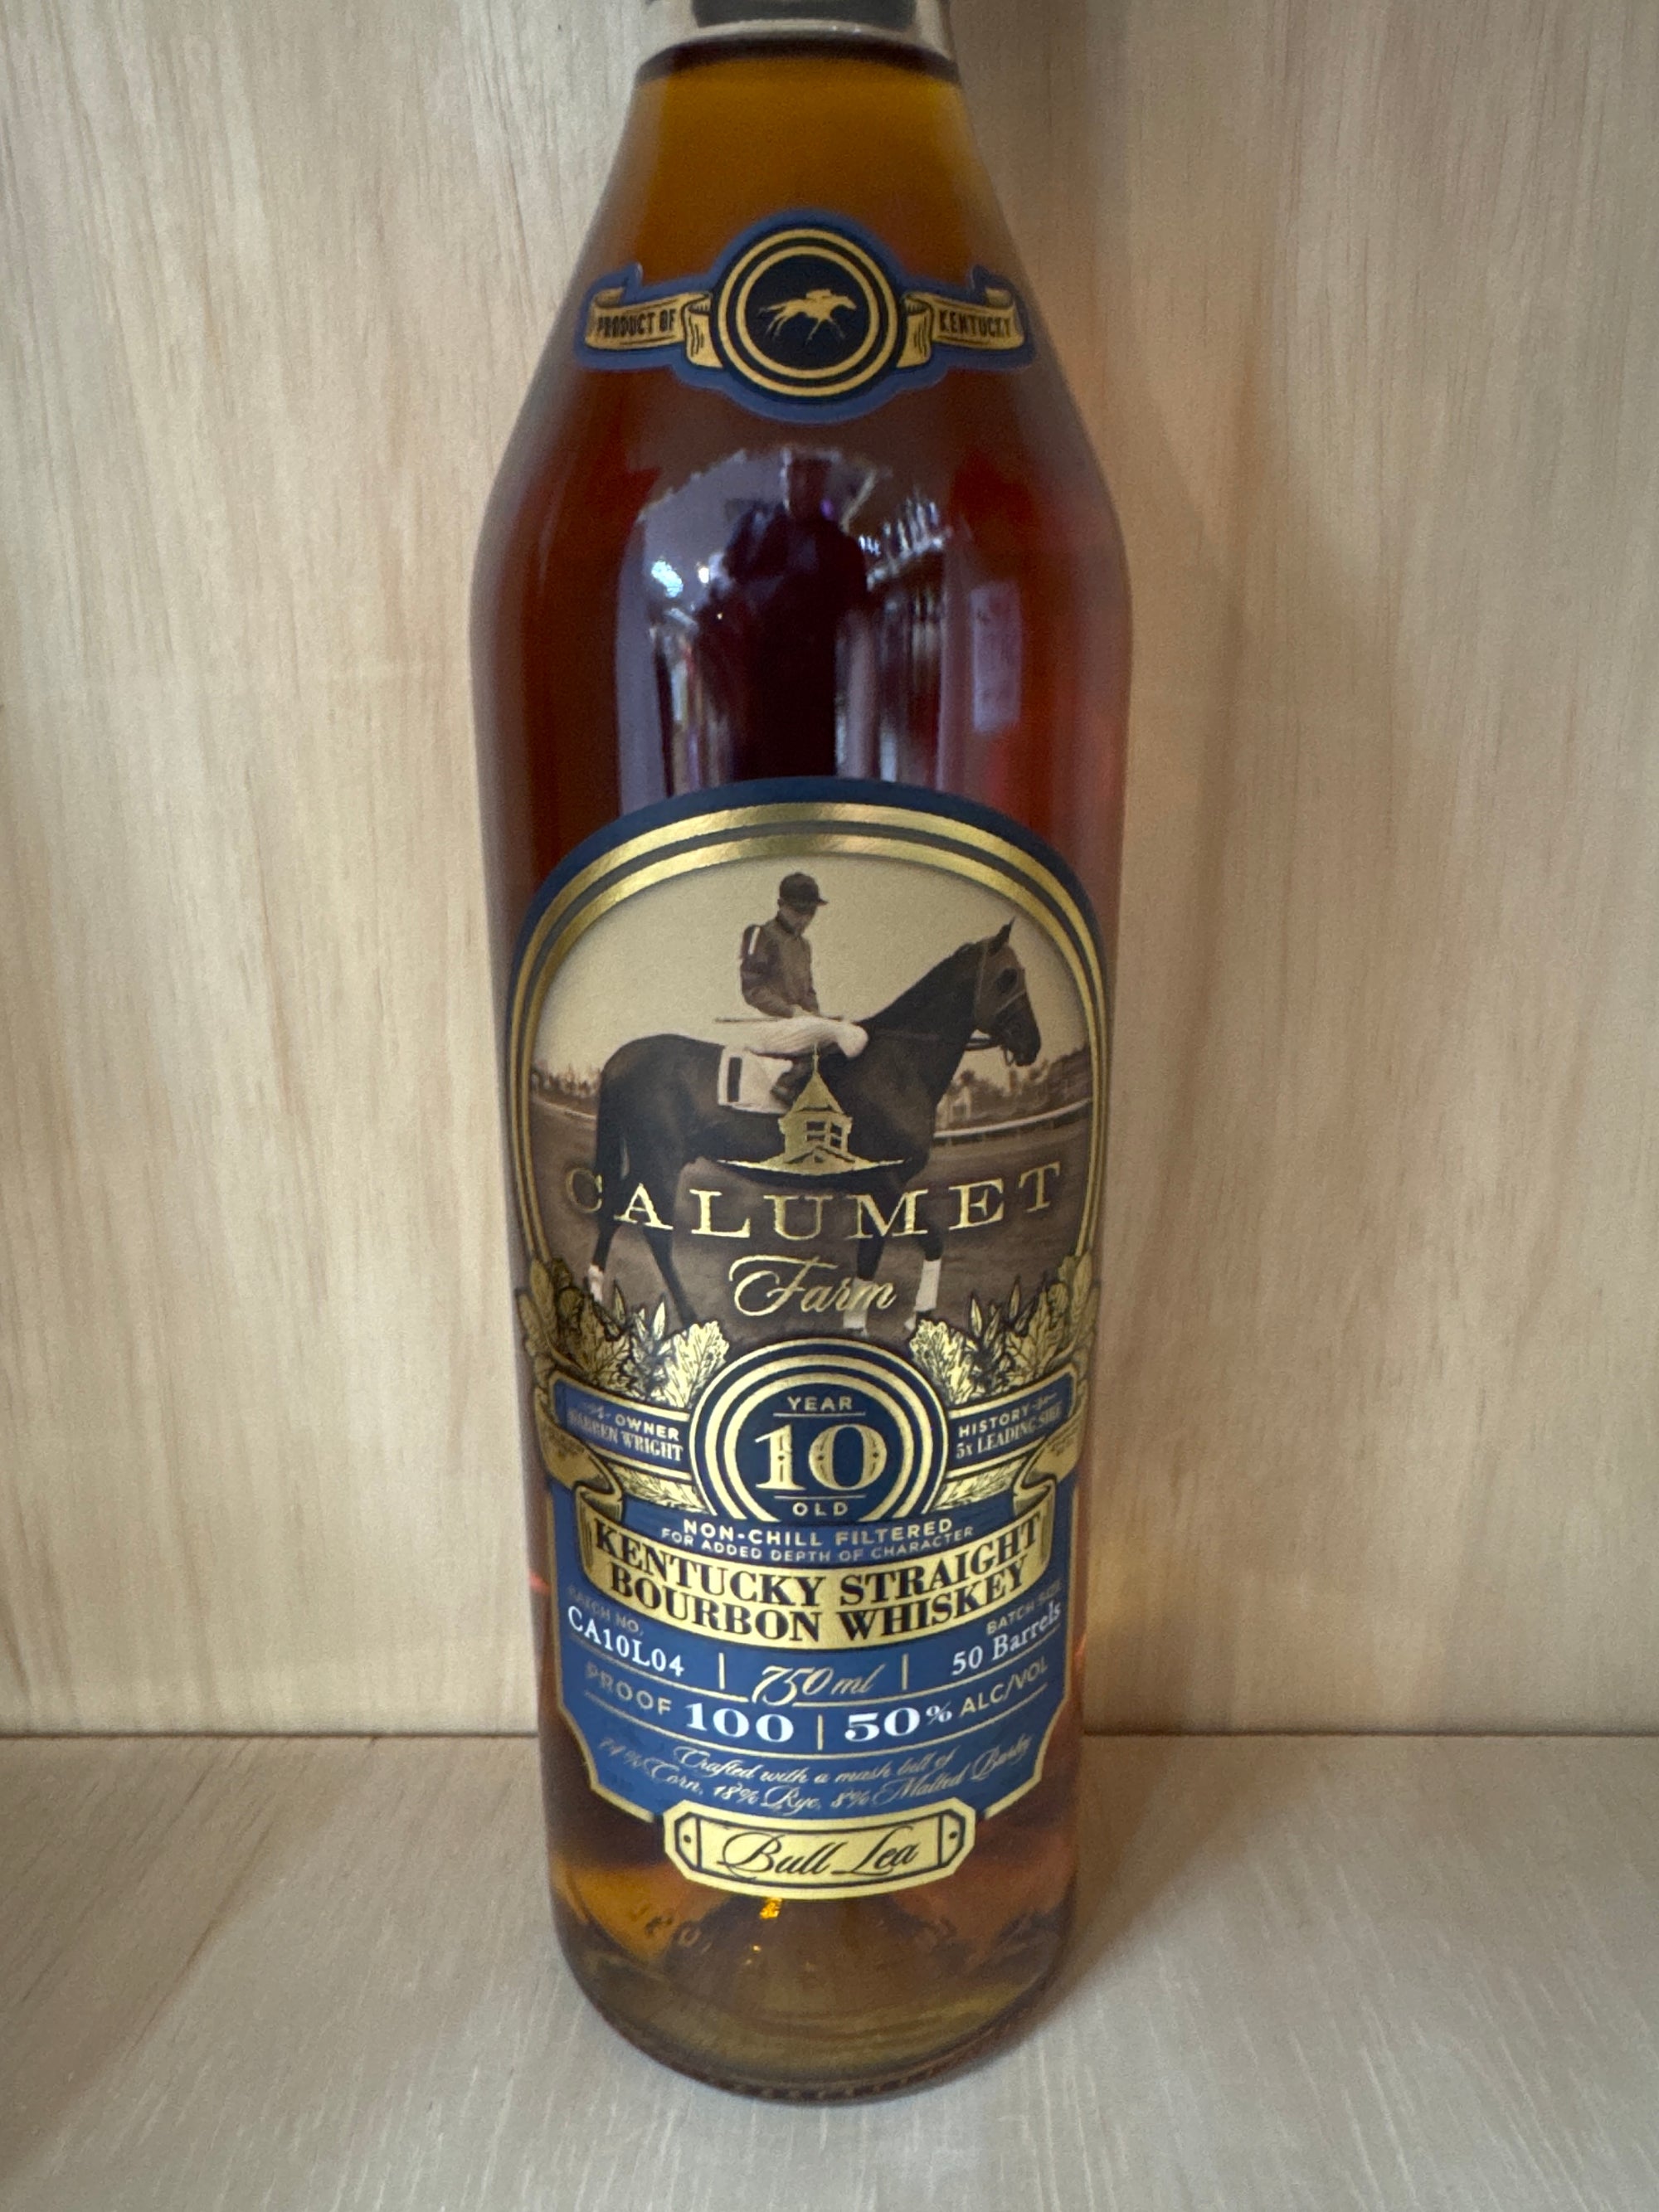 PRODUCT OF KENTUCKY
CALUMET
Farm
YEAR
10
OLD
OWNER
WARREN WRIGHT
HISTORY
5x LEADING SIRE
NON-CHILL FILTERED
FOR ADDED DEPTH OF CHARACTER
KENTUCKY STRAIGHT
BOURBON WHISKEY
BATCH NO.
CA10L04
750 ml
BATCH SIZE
50 Barrels
PROOF 100 | 50% ALC/VOL
Crafted with a mash bill of
74% Corn, 18% Rye, 8% Malted Barley
Bull Lea